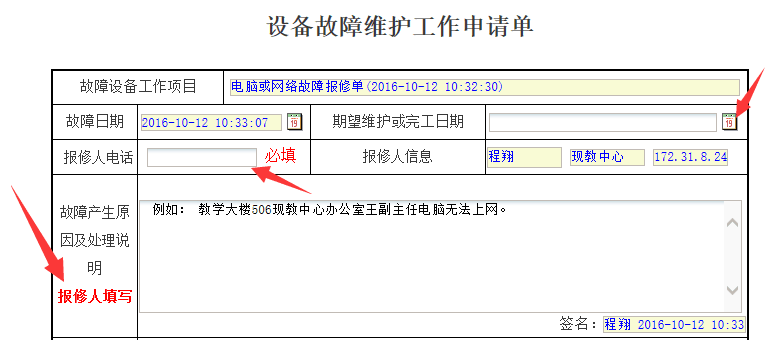 设备故障维护工作申请单
故障设备工作项目 电脑或网络故障报修单(2016-10-12 10:32:30)
故障日期 2016-10-12 10:33:07 19 期望维护或完工日期 19
报修人电话 必填 报修人信息 程翔 现教中心 172.31.8.24
故障产生原
因及处理说
明
报修人填写
例如: 教学大楼506现教中心办公室王副主任电脑无法上网。
签名:程翔 2016-10-12 10:33